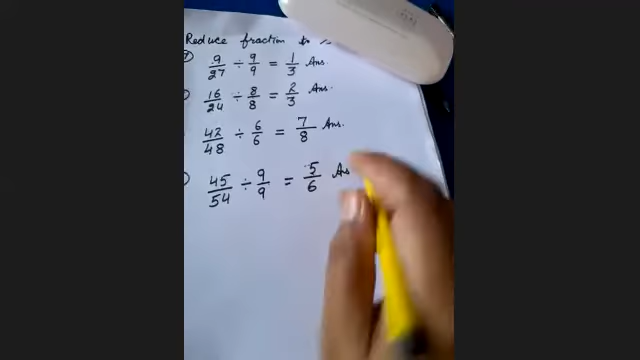 Reduce fraction to
9/27 ÷ 9/9 = 1/3 Ans.
16/24 ÷ 8/8 = 2/3 Ans.
42/48 ÷ 6/6 = 7/8 Ans.
45/54 ÷ 9/9 = 5/6 Ans